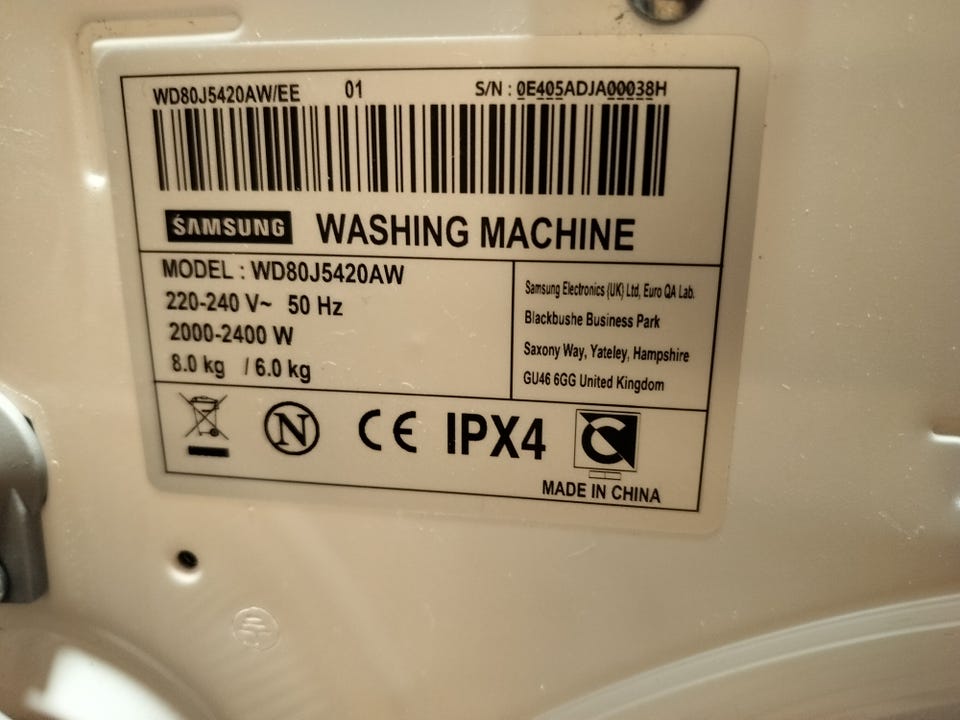 WD80J5420AW/EE 01 S/N : 0E405ADJA00038H
SAMSUNG WASHING MACHINE
MODEL : WD80J5420AW
220-240 V~ 50 Hz
2000-2400 W
8.0 kg / 6.0 kg
Samsung Electronics (UK) Ltd, Euro QA Lab.
Blackbushe Business Park
Saxony Way, Yateley, Hampshire
GU46 6GG United Kingdom
N CE IPX4
MADE IN CHINA